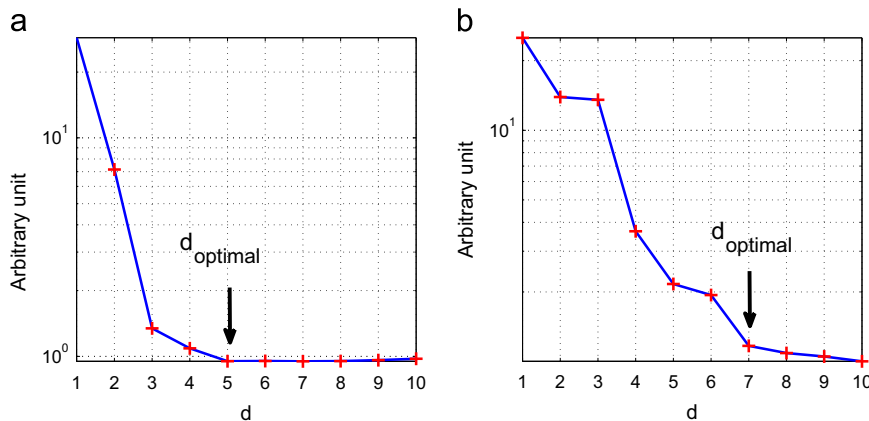 a
Arbitrary unit
10^1
10^0
d_optimal
1 2 3 4 5 6 7 8 9 10
d
b
Arbitrary unit
10^1
d_optimal
1 2 3 4 5 6 7 8 9 10
d